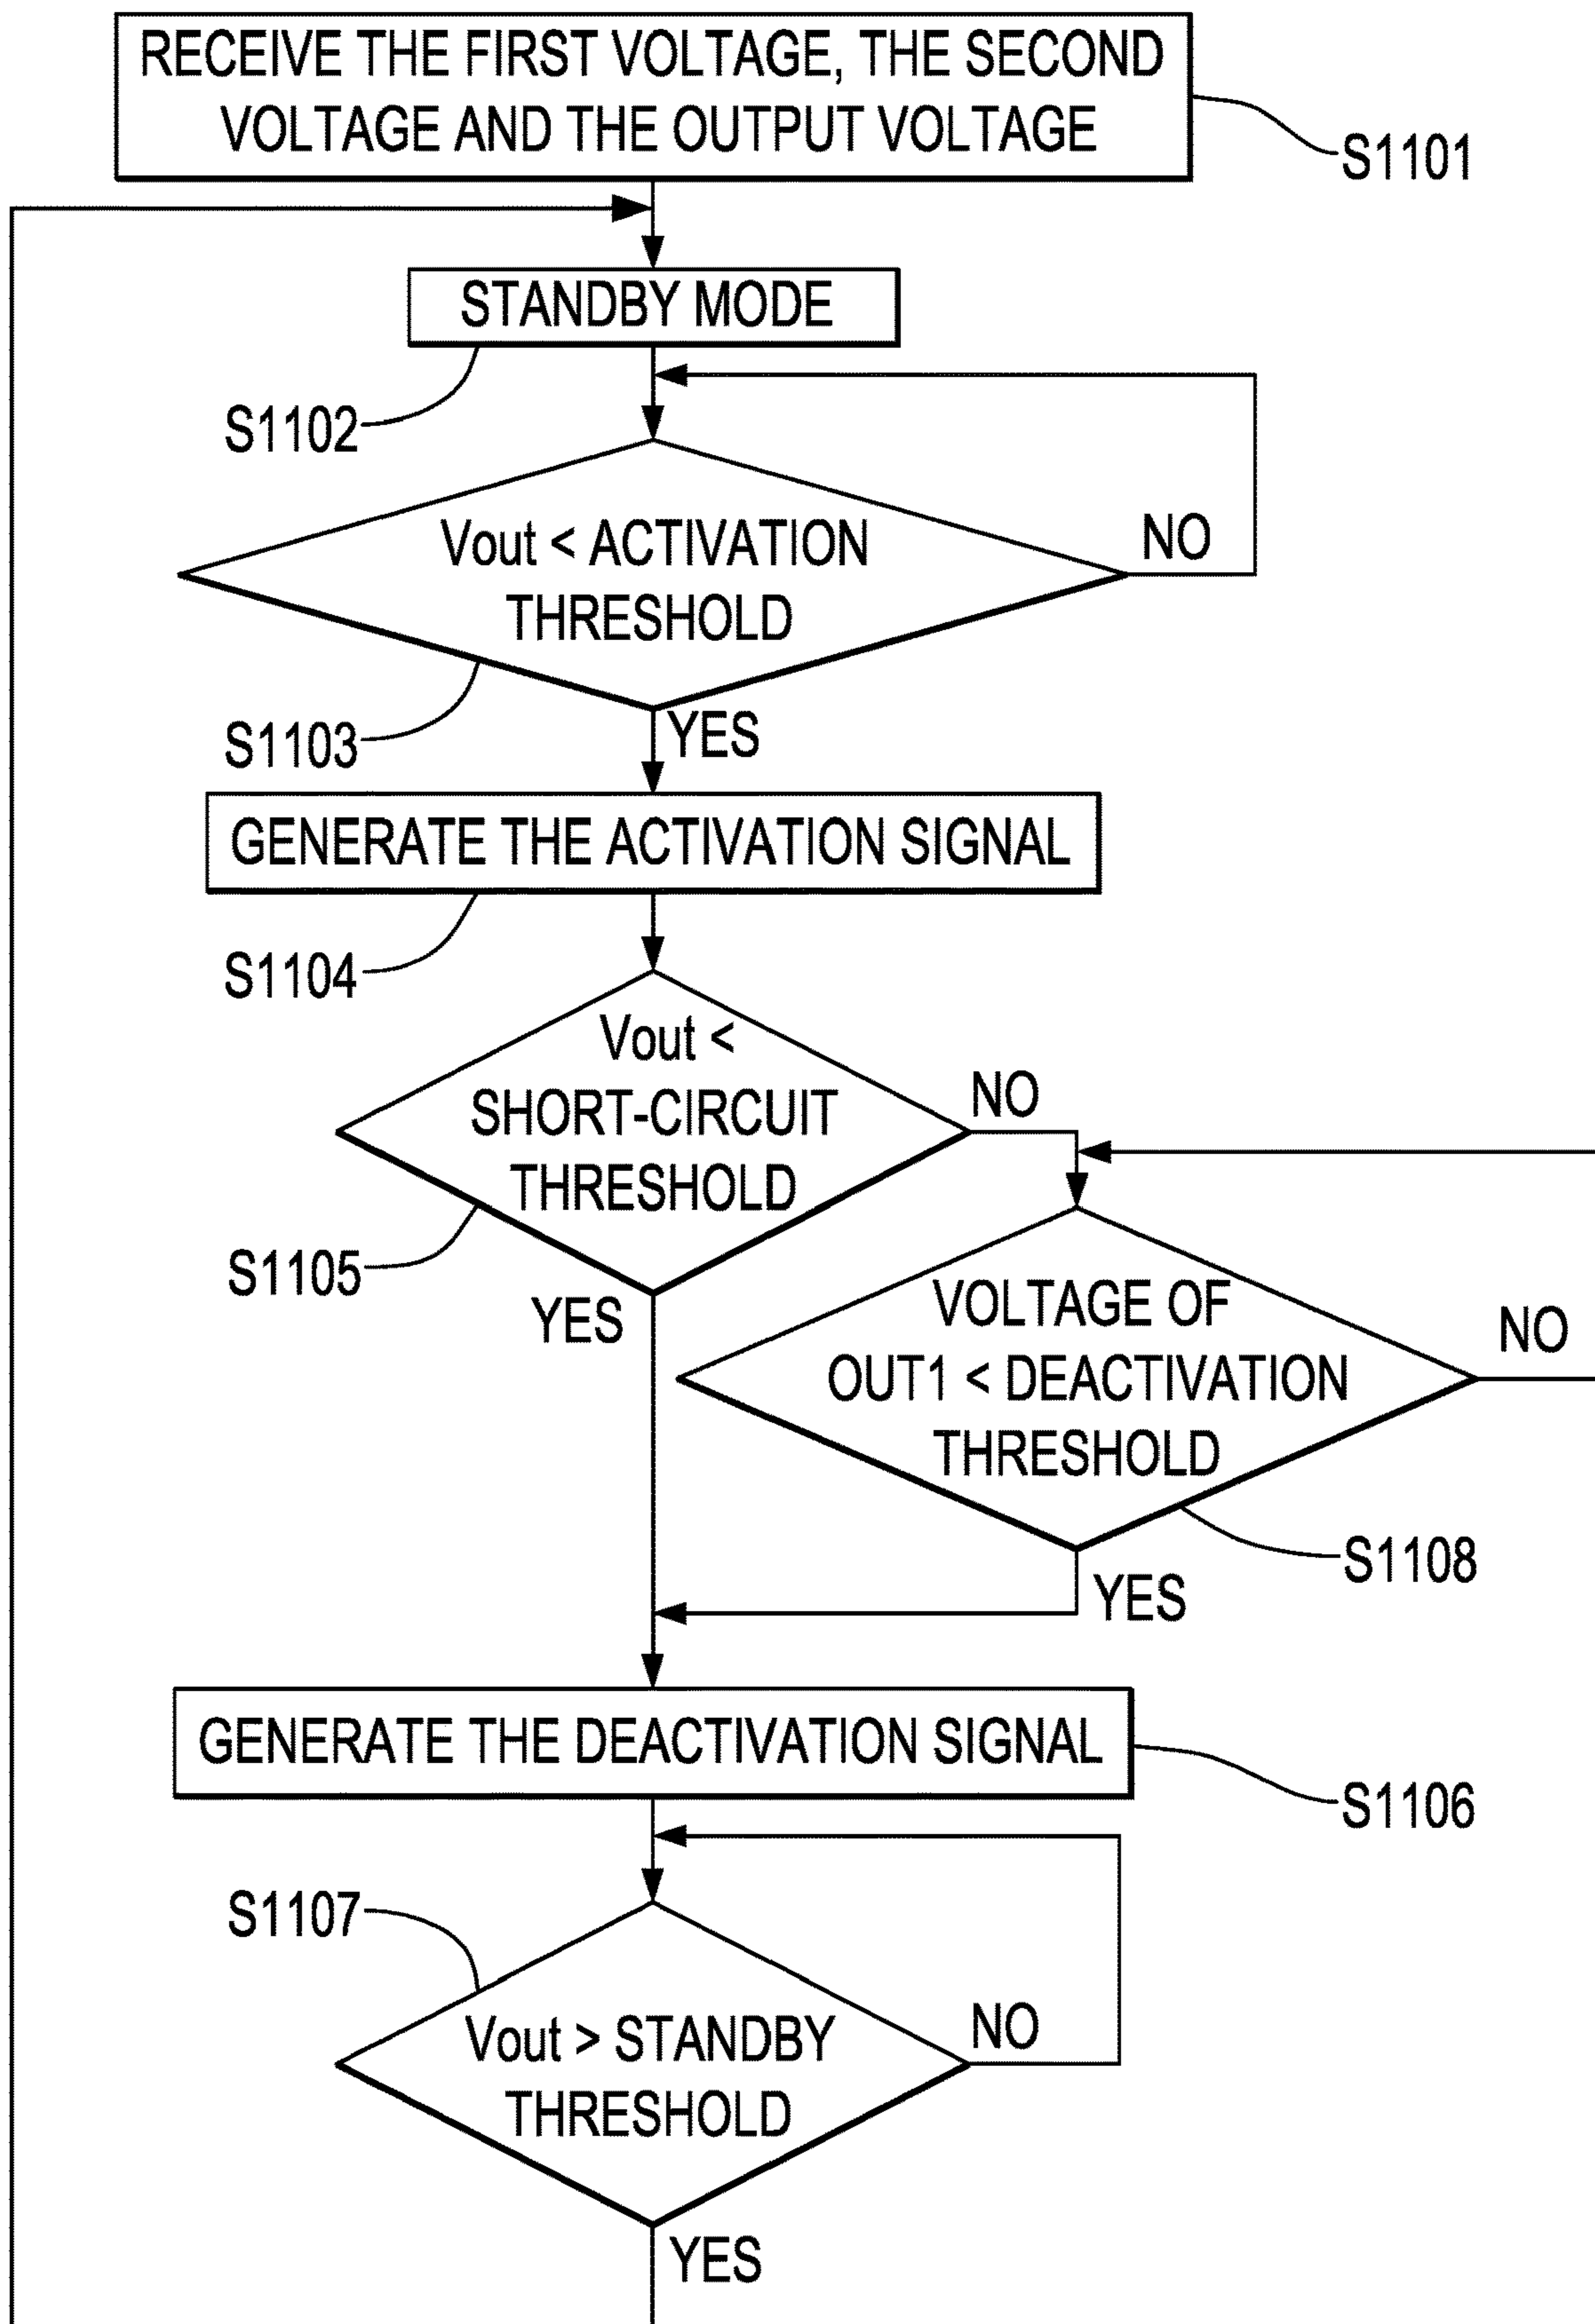 RECEIVE THE FIRST VOLTAGE, THE SECOND
VOLTAGE AND THE OUTPUT VOLTAGE
S1101
STANDBY MODE
S1102
Vout < ACTIVATION
THRESHOLD
NO
S1103
YES
GENERATE THE ACTIVATION SIGNAL
S1104
Vout <
SHORT-CIRCUIT
THRESHOLD
NO
S1105
YES
VOLTAGE OF
OUT1 < DEACTIVATION
THRESHOLD
NO
S1108
YES
GENERATE THE DEACTIVATION SIGNAL
S1106
S1107
Vout > STANDBY
THRESHOLD
NO
YES